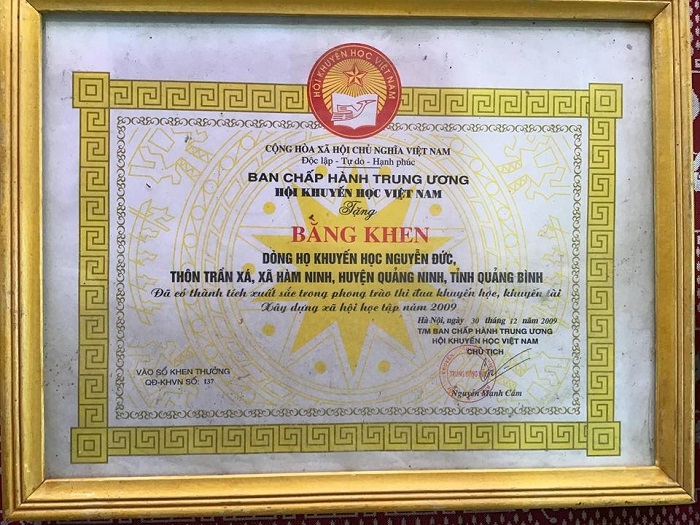 HỘI KHUYẾN HỌC VIỆT NAM
CỘNG HÒA XÃ HỘI CHỦ NGHĨA VIỆT NAM
Độc lập - Tự do - Hạnh phúc
BAN CHẤP HÀNH TRUNG ƯƠNG
HỘI KHUYẾN HỌC VIỆT NAM
Tặng
BẰNG KHEN
DÒNG HỌ KHUYẾN HỌC NGUYỄN ĐỨC,
THÔN TRẦN XÁ, XÃ HÀM NINH, HUYỆN QUẢNG NINH, TỈNH QUẢNG BÌNH
Đã có thành tích xuất sắc trong phong trào thi đua khuyến học, khuyến tài
Xây dựng xã hội học tập năm 2009
Hà Nội, ngày 30 tháng 12 năm 2009
T/M BAN CHẤP HÀNH TRUNG ƯƠNG
HỘI KHUYẾN HỌC VIỆT NAM
CHỦ TỊCH
VÀO SỔ KHEN THƯỞNG
QĐ-KHVN SỐ: 137
Nguyễn Mạnh Cầm